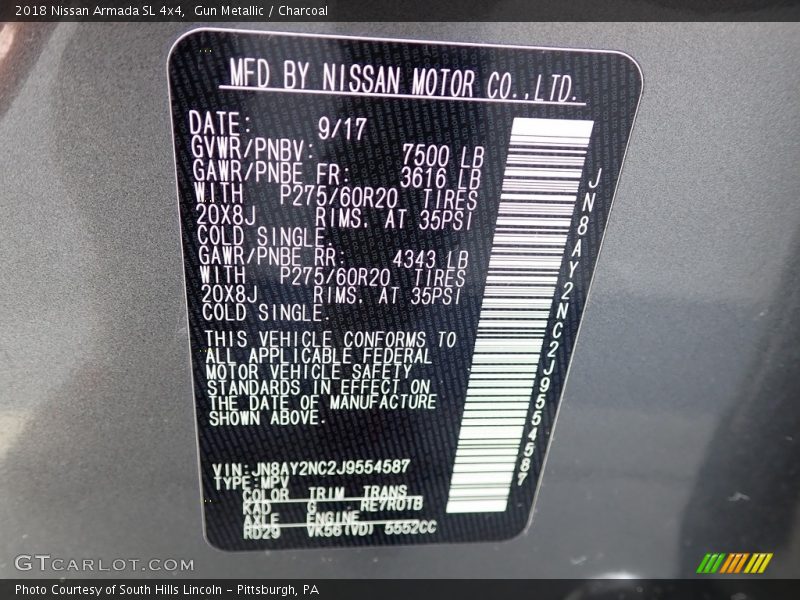 2018 Nissan Armada SL 4x4,  Gun Metallic / Charcoal
MFD BY NISSAN MOTOR CO.,LTD.
DATE: 9/17
GVWR/PNBV: 7500 LB
GAWR/PNBE FR: 3616 LB
WITH P275/60R20 TIRES
20X8J RIMS. AT 35PSI
COLD SINGLE.
GAWR/PNBE RR: 4343 LB
WITH P275/60R20 TIRES
20X8J RIMS. AT 35PSI
COLD SINGLE.
THIS VEHICLE CONFORMS TO
ALL APPLICABLE FEDERAL
MOTOR VEHICLE SAFETY
STANDARDS IN EFFECT ON
THE DATE OF MANUFACTURE
SHOWN ABOVE.
VIN:JN8AY2NC2J9554587
TYPE:MPV
COLOR TRIM TRANS
KAD G RE7R01B
AXLE ENGINE
RD29 VK56(VD) 5552CC
JN8AY2NC2J9554587
GTCARLOT.COM
Photo Courtesy of South Hills Lincoln - Pittsburgh, PA